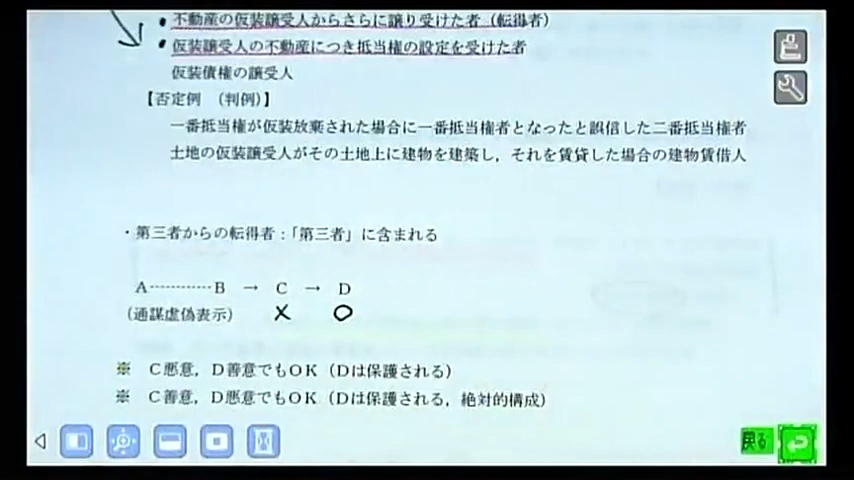 ・不動産の仮装譲受人からさらに譲り受けた者（転得者）
・仮装譲受人の不動産につき抵当権の設定を受けた者
仮装債権の譲受人
【否定例（判例）】
一番抵当権が仮装放棄された場合に一番抵当権者となったと誤信した二番抵当権者
土地の仮装譲受人がその土地上に建物を建築し，それを賃貸した場合の建物賃借人
・第三者からの転得者：「第三者」に含まれる
A…………B → C → D
（通謀虚偽表示） × ○
※ C悪意，D善意でもOK（Dは保護される）
※ C善意，D悪意でもOK（Dは保護される，絶対的構成）
戻る